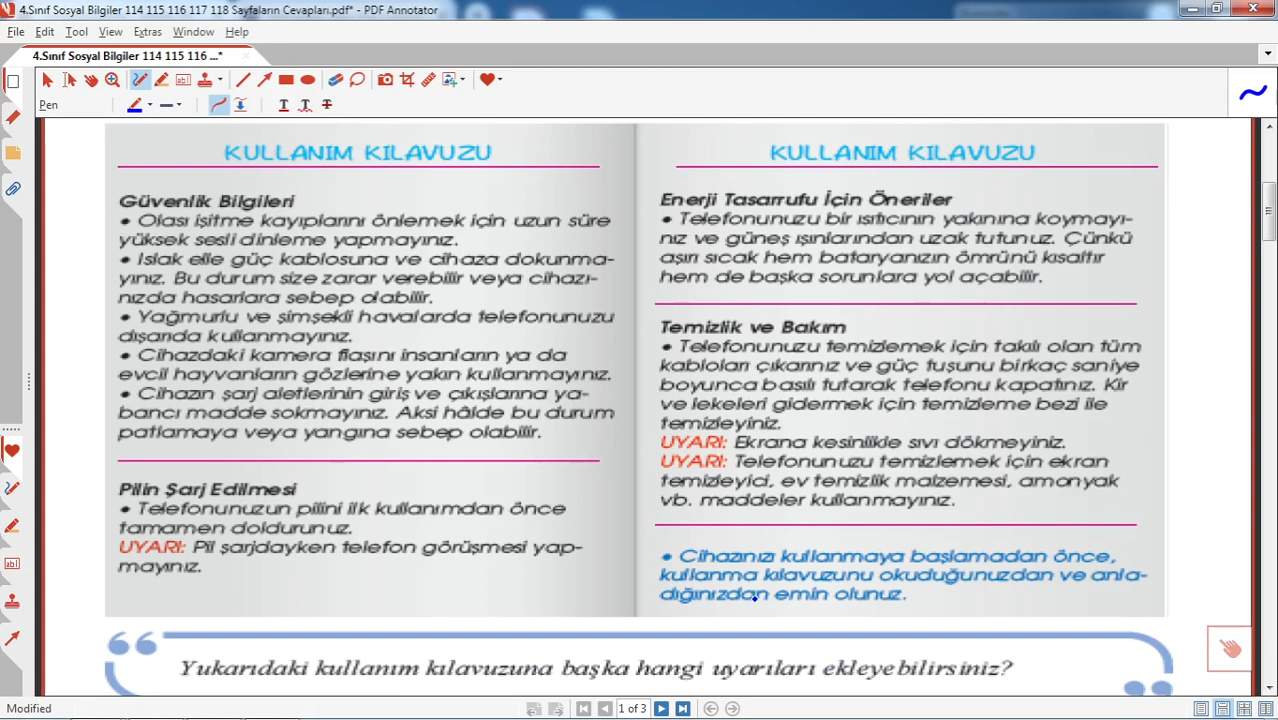 4.Sınıf Sosyal Bilgiler 114 115 116 117 118 Sayfaların Cevapları.pdf* - PDF Annotator
File Edit Tool View Extras Window Help
4.Sınıf Sosyal Bilgiler 114 115 116 ...*
Pen
KULLANIM KILAVUZU
Güvenlik Bilgileri
• Olası işitme kayıplarını önlemek için uzun süre
yüksek sesli dinleme yapmayınız.
• Islak elle güç kablosuna ve cihaza dokunma-
yınız. Bu durum size zarar verebilir veya cihazı-
nızda hasarlara sebep olabilir.
• Yağmurlu ve şimşekli havalarda telefonunuzu
dışarıda kullanmayınız.
• Cihazdaki kamera flaşını insanların ya da
evcil hayvanların gözlerine yakın kullanmayınız.
• Cihazın şarj aletlerinin giriş ve çıkışlarına ya-
bancı madde sokmayınız. Aksi hâlde bu durum
patlamaya veya yangına sebep olabilir.
Pilin Şarj Edilmesi
• Telefonunuzun pilini ilk kullanımdan önce
tamamen doldurunuz.
UYARI: Pil şarjdayken telefon görüşmesi yap-
mayınız.
KULLANIM KILAVUZU
Enerji Tasarrufu İçin Öneriler
• Telefonunuzu bir ısıtıcının yakınına koymayı-
nız ve güneş ışınlarından uzak tutunuz. Çünkü
aşırı sıcak hem bataryanızın ömrünü kısaltır
hem de başka sorunlara yol açabilir.
Temizlik ve Bakım
• Telefonunuzu temizlemek için takılı olan tüm
kabloları çıkarınız ve güç tuşunu birkaç saniye
boyunca basılı tutarak telefonu kapatınız. Kir
ve lekeleri gidermek için temizleme bezi ile
temizleyiniz.
UYARI: Ekrana kesinlikle sıvı dökmeyiniz.
UYARI: Telefonunuzu temizlemek için ekran
temizleyici, ev temizlik malzemesi, amonyak
vb. maddeler kullanmayınız.
• Cihazınızı kullanmaya başlamadan önce,
kullanma kılavuzunu okuduğunuzdan ve anla-
dığınızdan emin olunuz.
Yukarıdaki kullanım kılavuzuna başka hangi uyarıları ekleyebilirsiniz?
Modified
1 of 3